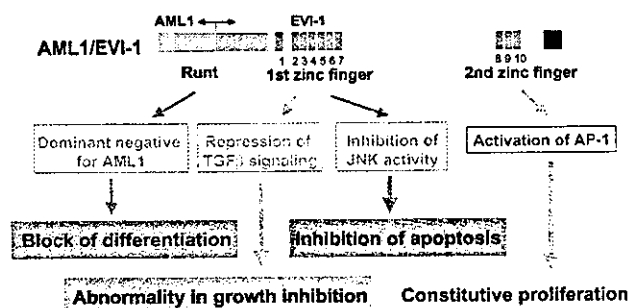 AML1 EVI-1
AML1/EVI-1
1 2 3 4 5 6 7 8 9 10
Runt 1st zinc finger 2nd zinc finger
Dominant negative
for AML1
Repression of
TGFβ signaling
Inhibition of
JNK activity
Activation of AP-1
Block of differentiation
Inhibition of apoptosis
Abnormality in growth inhibition
Constitutive proliferation